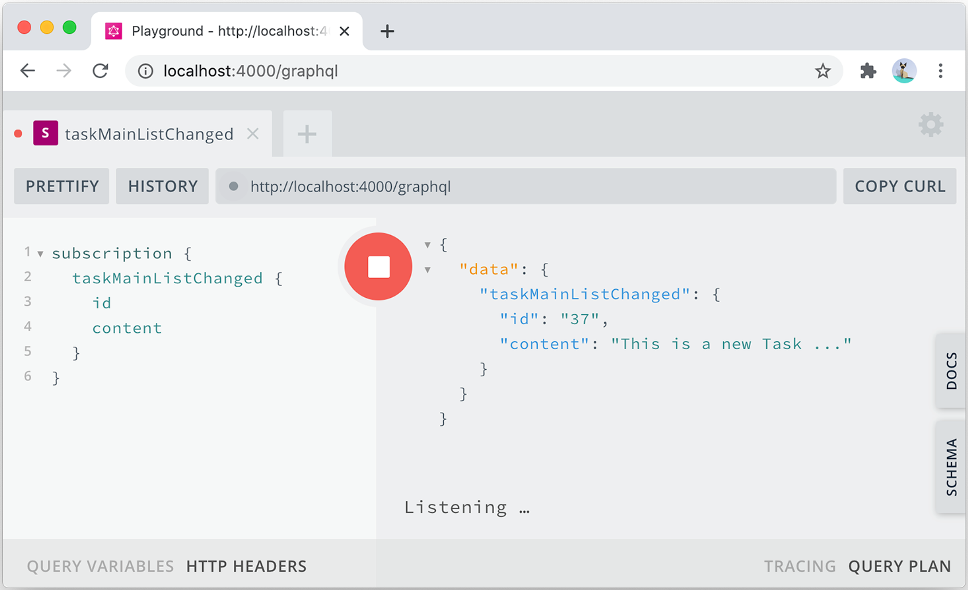 Playground - http://localhost:4
localhost:4000/graphql
S taskMainListChanged
PRETTIFY HISTORY http://localhost:4000/graphql COPY CURL
1 subscription {
2 taskMainListChanged {
3 id
4 content
5 }
6 }
{
"data": {
"taskMainListChanged": {
"id": "37",
"content": "This is a new Task ..."
}
}
}
Listening …
DOCS
SCHEMA
QUERY VARIABLES HTTP HEADERS
TRACING QUERY PLAN